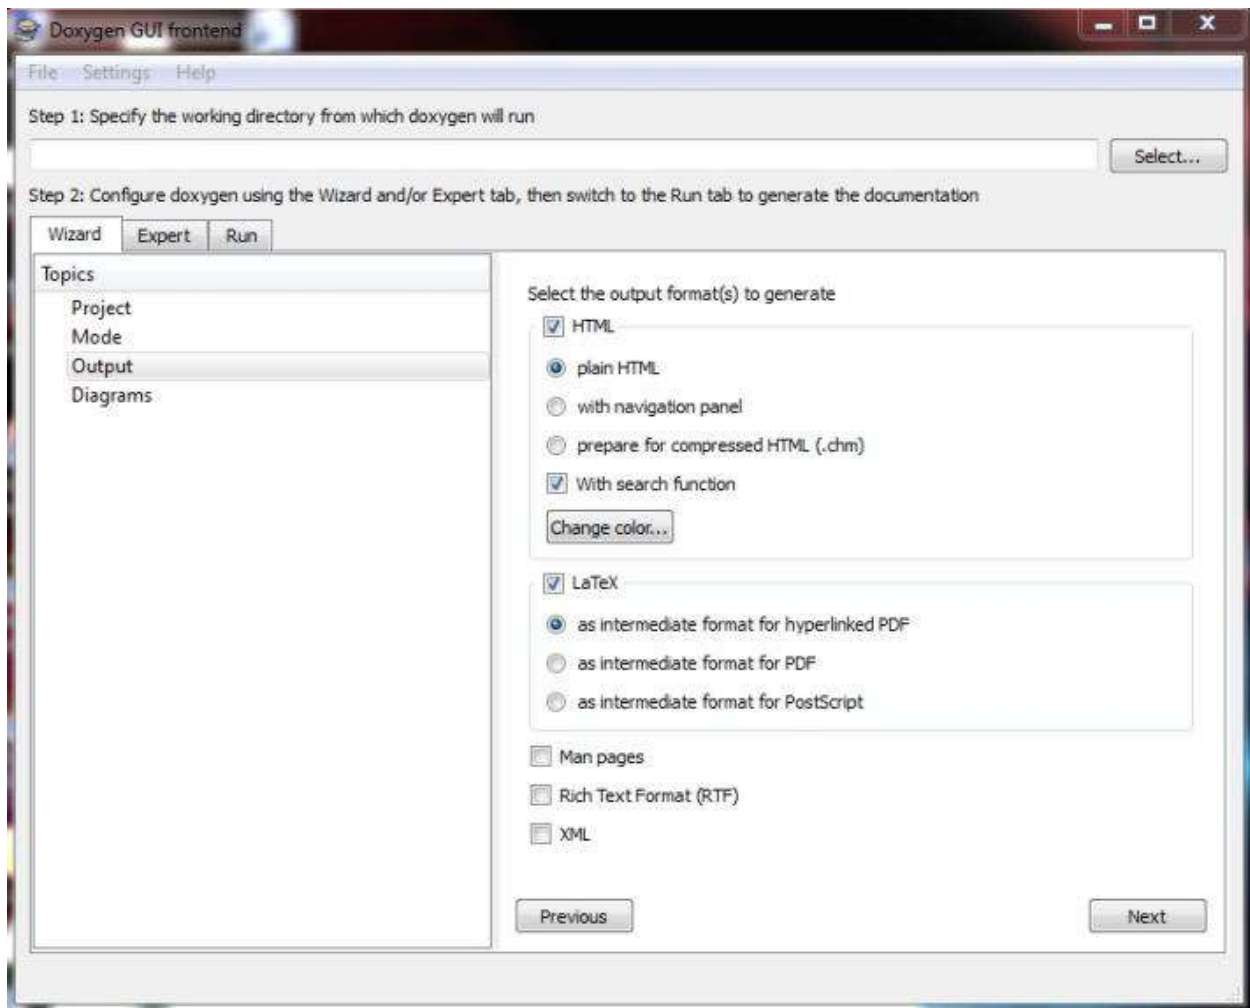 Doxygen GUI frontend
File Settings Help
Step 1: Specify the working directory from which doxygen will run
Select...
Step 2: Configure doxygen using the Wizard and/or Expert tab, then switch to the Run tab to generate the documentation
Wizard Expert Run
Topics
Project
Mode
Output
Diagrams
Select the output format(s) to generate
HTML
plain HTML
with navigation panel
prepare for compressed HTML (.chm)
With search function
Change color...
LaTeX
as intermediate format for hyperlinked PDF
as intermediate format for PDF
as intermediate format for PostScript
Man pages
Rich Text Format (RTF)
XML
Previous Next